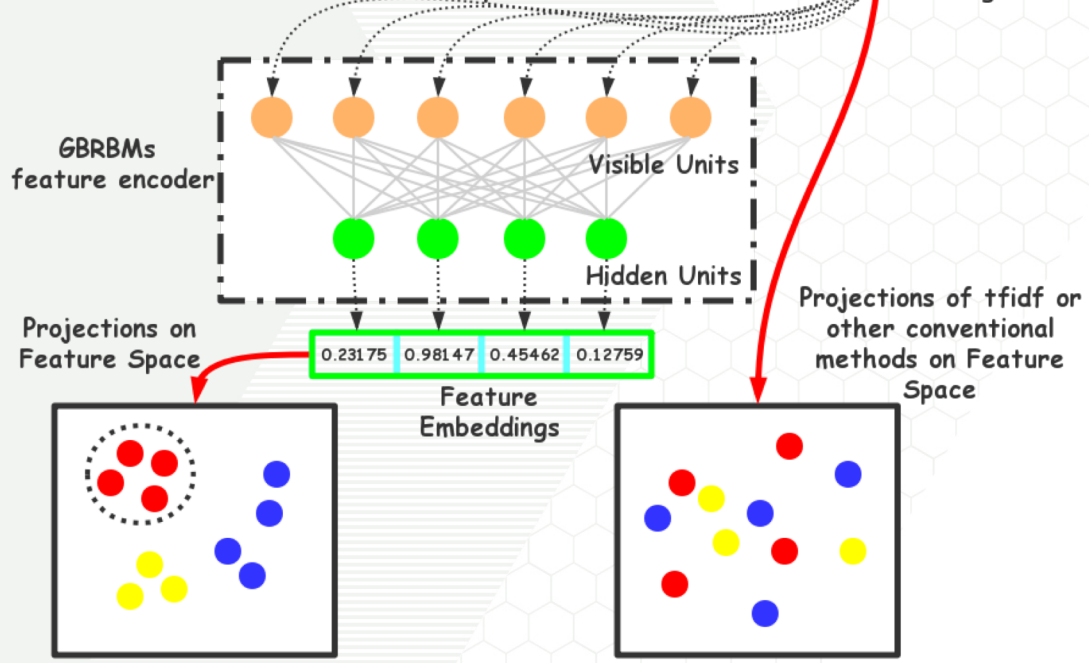 GBRBMs
feature encoder
Visible Units
Hidden Units
Projections on
Feature Space
0.23175 0.98147 0.45462 0.12759
Feature
Embeddings
Projections of tfidf or
other conventional
methods on Feature
Space